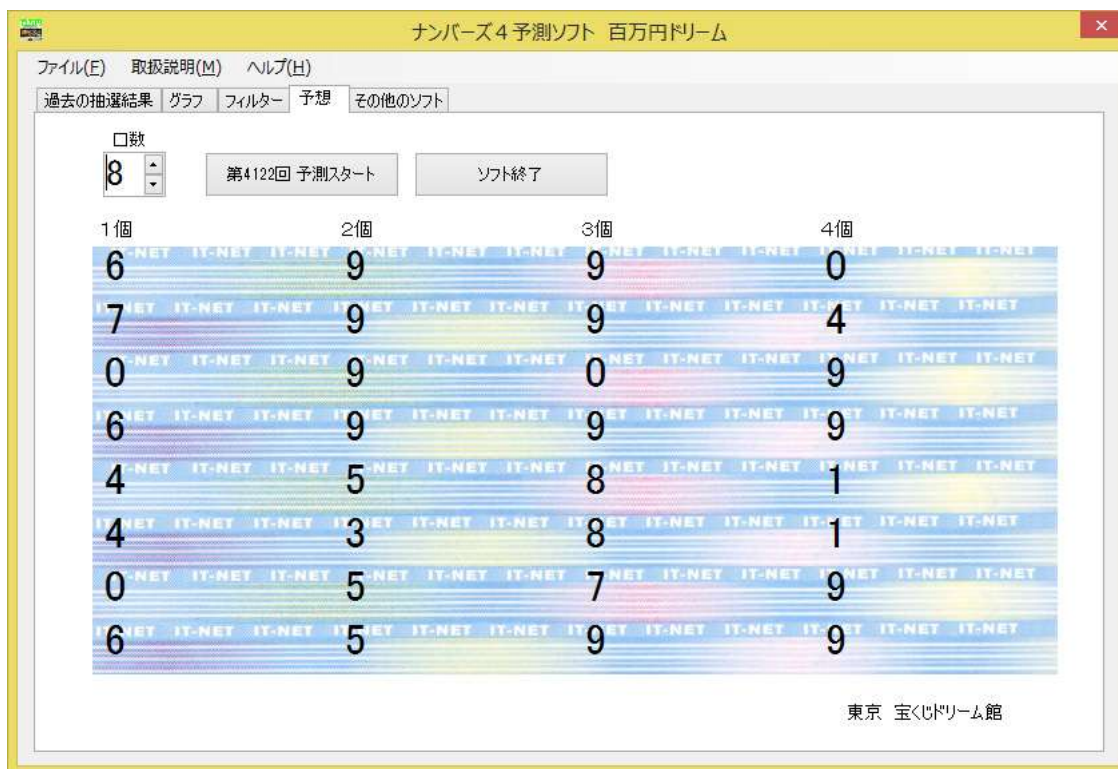 ナンバーズ4予測ソフト 百万円ドリーム
ファイル(F) 取扱説明(M) ヘルプ(H)
過去の抽選結果 グラフ フィルター 予想 その他のソフト
口数
8 第4122回 予測スタート ソフト終了
1個 2個 3個 4個
6 9 9 0
7 9 9 4
0 9 0 9
6 9 9 9
4 5 8 1
4 3 8 1
0 5 7 9
6 5 9 9
東京 宝くじドリーム館